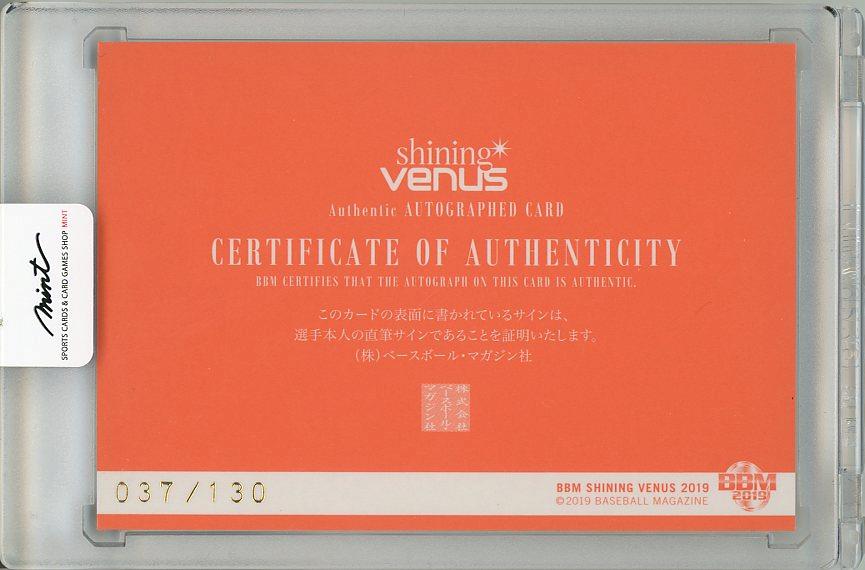 shining
venus
Authentic AUTOGRAPHED CARD
CERTIFICATE OF AUTHENTICITY
BBM CERTIFIES THAT THE AUTOGRAPH ON THIS CARD IS AUTHENTIC.
このカードの表面に書かれているサインは、
選手本人の直筆サインであることを証明いたします。
（株）ベースボール・マガジン社
株式会社
ベースボール・
マガジン社
037/130
BBM SHINING VENUS 2019
©2019 BASEBALL MAGAZINE
BBM
2019
mint
SPORTS CARDS & CARD GAMES SHOP MINT